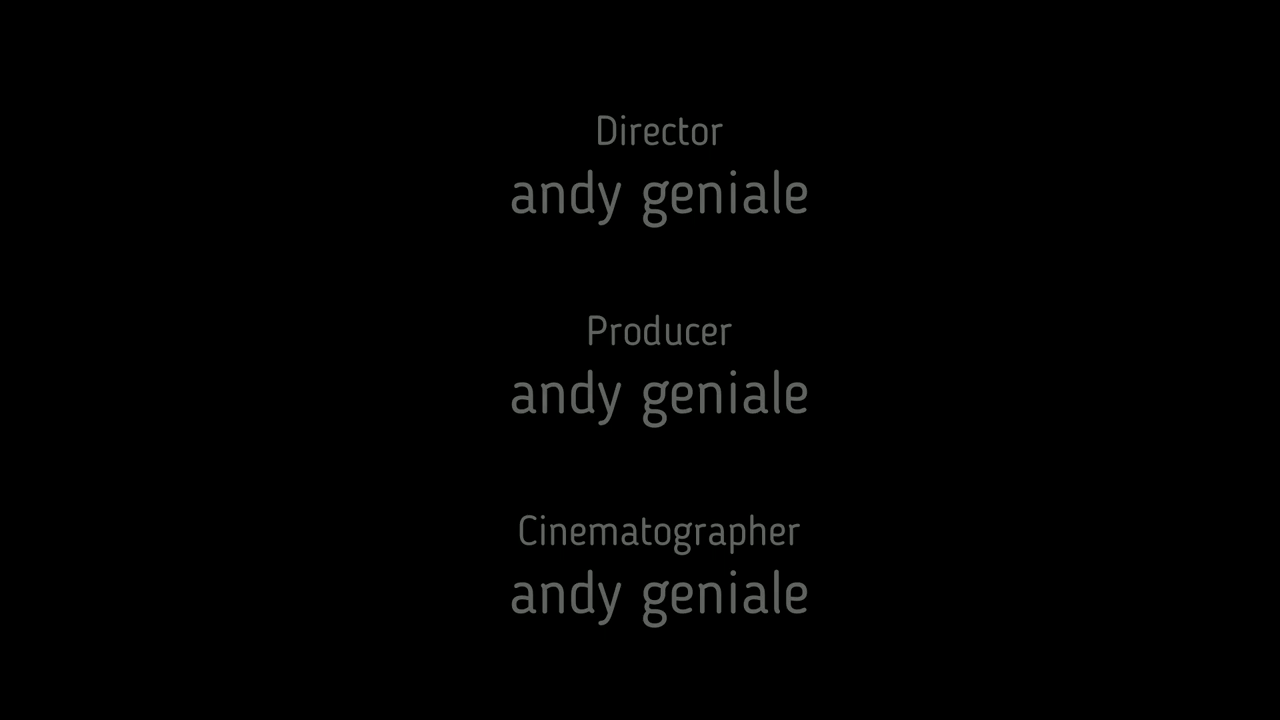 Director
andy geniale
Producer
andy geniale
Cinematographer
andy geniale